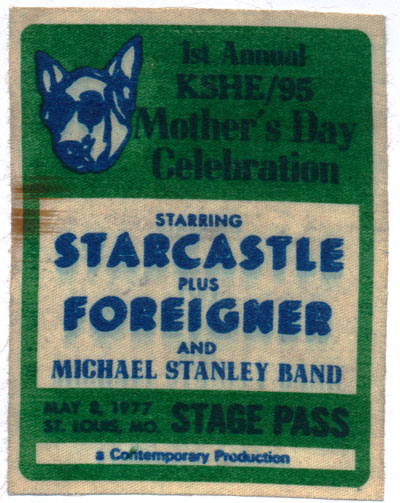 1st Annual
KSHE/95
Mother's Day
Celebration
STARRING
STARCASTLE
PLUS
FOREIGNER
AND
MICHAEL STANLEY BAND
MAY 8, 1977
ST. LOUIS, MO.
STAGE PASS
a Contemporary Production